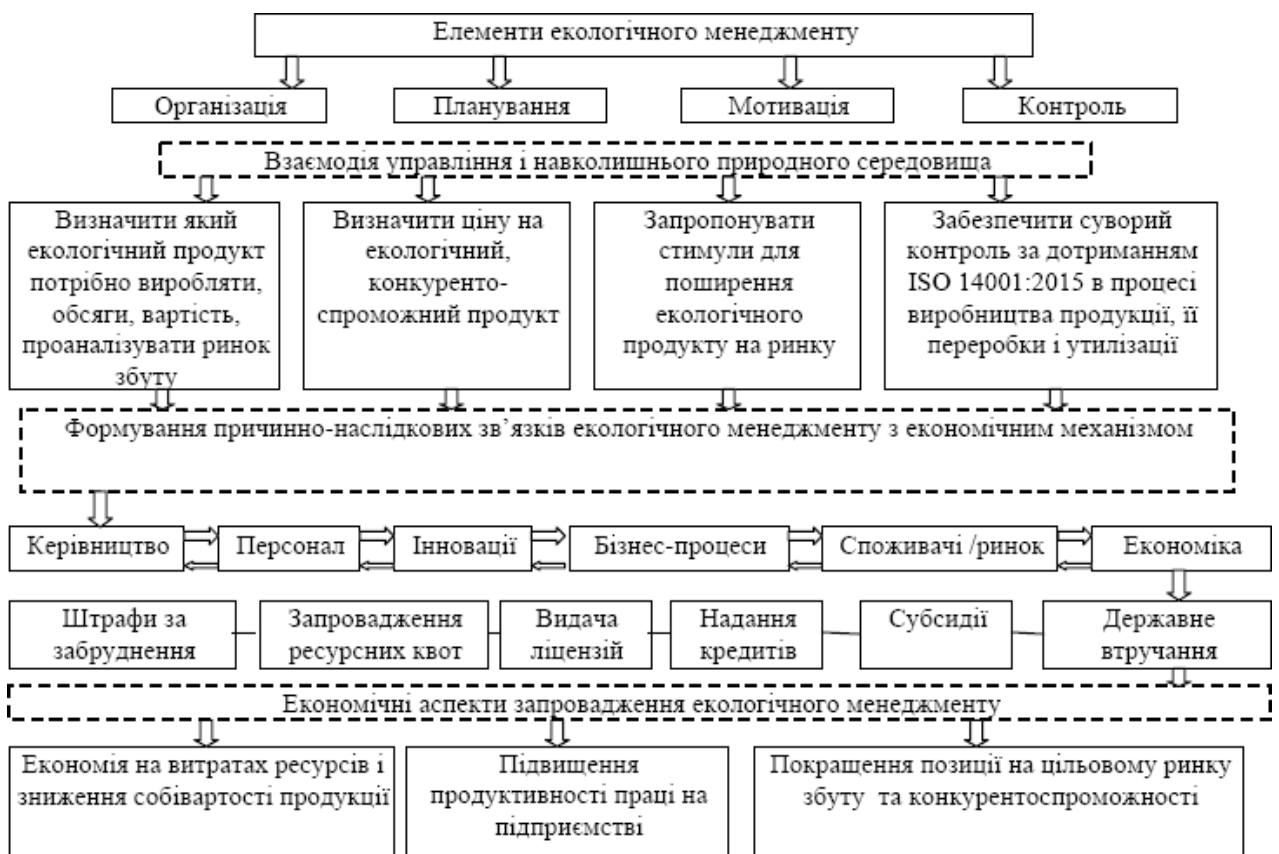 Елементи екологічного менеджменту
Організація
Планування
Мотивація
Контроль
Взаємодія управління і навколишнього природного середовища
Визначити який
екологічний продукт
потрібно виробляти,
обсяги, вартість,
проаналізувати ринок
збуту
Визначити ціну на
екологічний,
конкуренто-
спроможний продукт
Запропонувати
стимули для
поширення
екологічного
продукту на ринку
Забезпечити суворий
контроль за дотриманням
ISO 14001:2015 в процесі
виробництва продукції, її
переробки і утилізації
Формування причинно-наслідкових зв’язків екологічного менеджменту з економічним механізмом
Керівництво
Персонал
Інновації
Бізнес-процеси
Споживачі /ринок
Економіка
Штрафи за
забруднення
Запровадження
ресурсних квот
Видача
ліцензій
Надання
кредитів
Субсидії
Державне
втручання
Економічні аспекти запровадження екологічного менеджменту
Економія на витратах ресурсів і
зниження собівартості продукції
Підвищення
продуктивності праці на
підприємстві
Покращення позиції на цільовому ринку
збуту та конкурентоспроможності